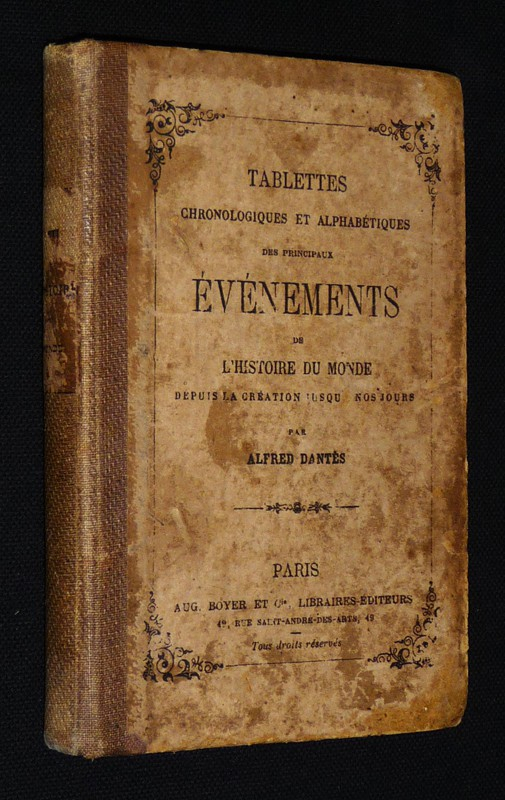 TABLETTES
CHRONOLOGIQUES ET ALPHABÉTIQUES
DES PRINCIPAUX
ÉVÉNEMENTS
DE
L'HISTOIRE DU MONDE
DEPUIS LA CRÉATION JUSQU NOS JOURS
PAR
ALFRED DANTÈS
PARIS
AUG. BOYER ET Cie, LIBRAIRES-ÉDITEURS
49, RUE SAINT-ANDRÉ-DES-ARTS, 49
Tous droits réservés